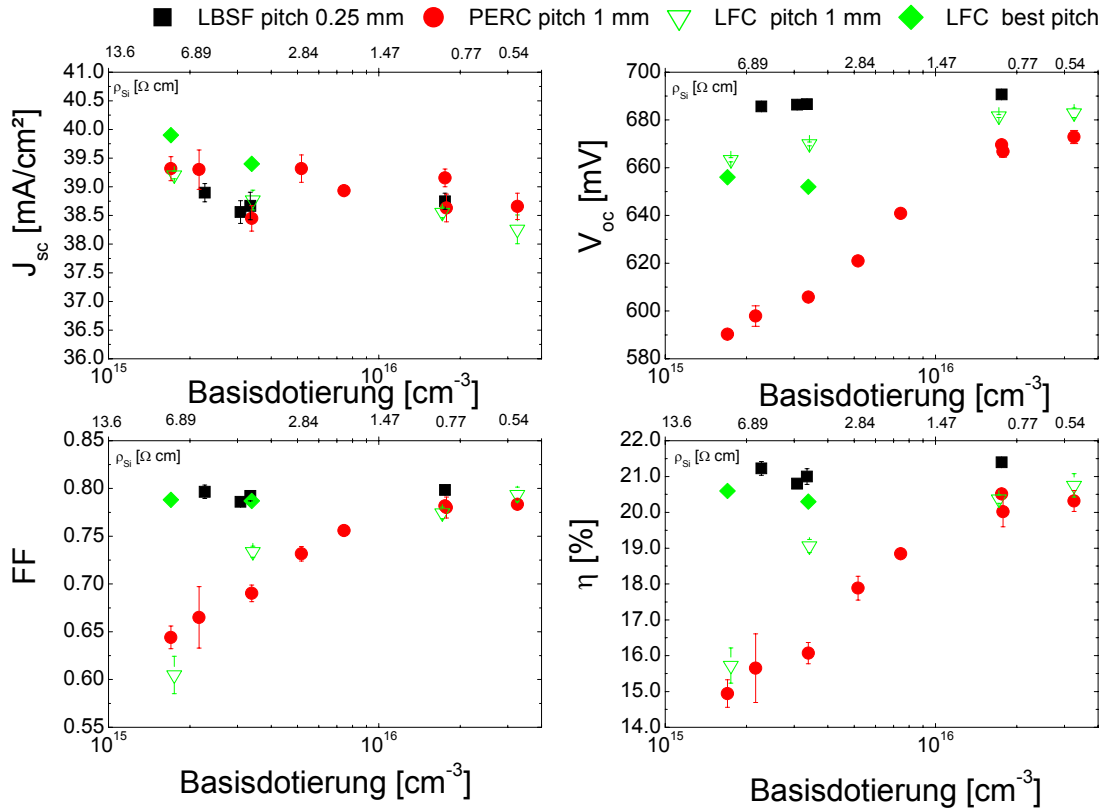 LBSF pitch 0.25 mm PERC pitch 1 mm LFC pitch 1 mm LFC best pitch
13.6 6.89 2.84 1.47 0.77 0.54
ρSi [Ω cm]
41.0
40.5
40.0
39.5
39.0
38.5
38.0
37.5
37.0
36.5
36.0
Jsc [mA/cm²]
10^15 10^16
Basisdotierung [cm-3]
6.89 2.84 1.47 0.77 0.54
ρSi [Ω cm]
700
680
660
640
620
600
580
Voc [mV]
10^15 10^16
Basisdotierung [cm-3]
13.6 6.89 2.84 1.47 0.77 0.54
ρSi [Ω cm]
0.85
0.80
0.75
0.70
0.65
0.60
0.55
FF
10^15 10^16
Basisdotierung [cm-3]
13.6 6.89 2.84 1.47 0.77 0.54
ρSi [Ω cm]
22.0
21.0
20.0
19.0
18.0
17.0
16.0
15.0
14.0
η [%]
10^15 10^16
Basisdotierung [cm-3]